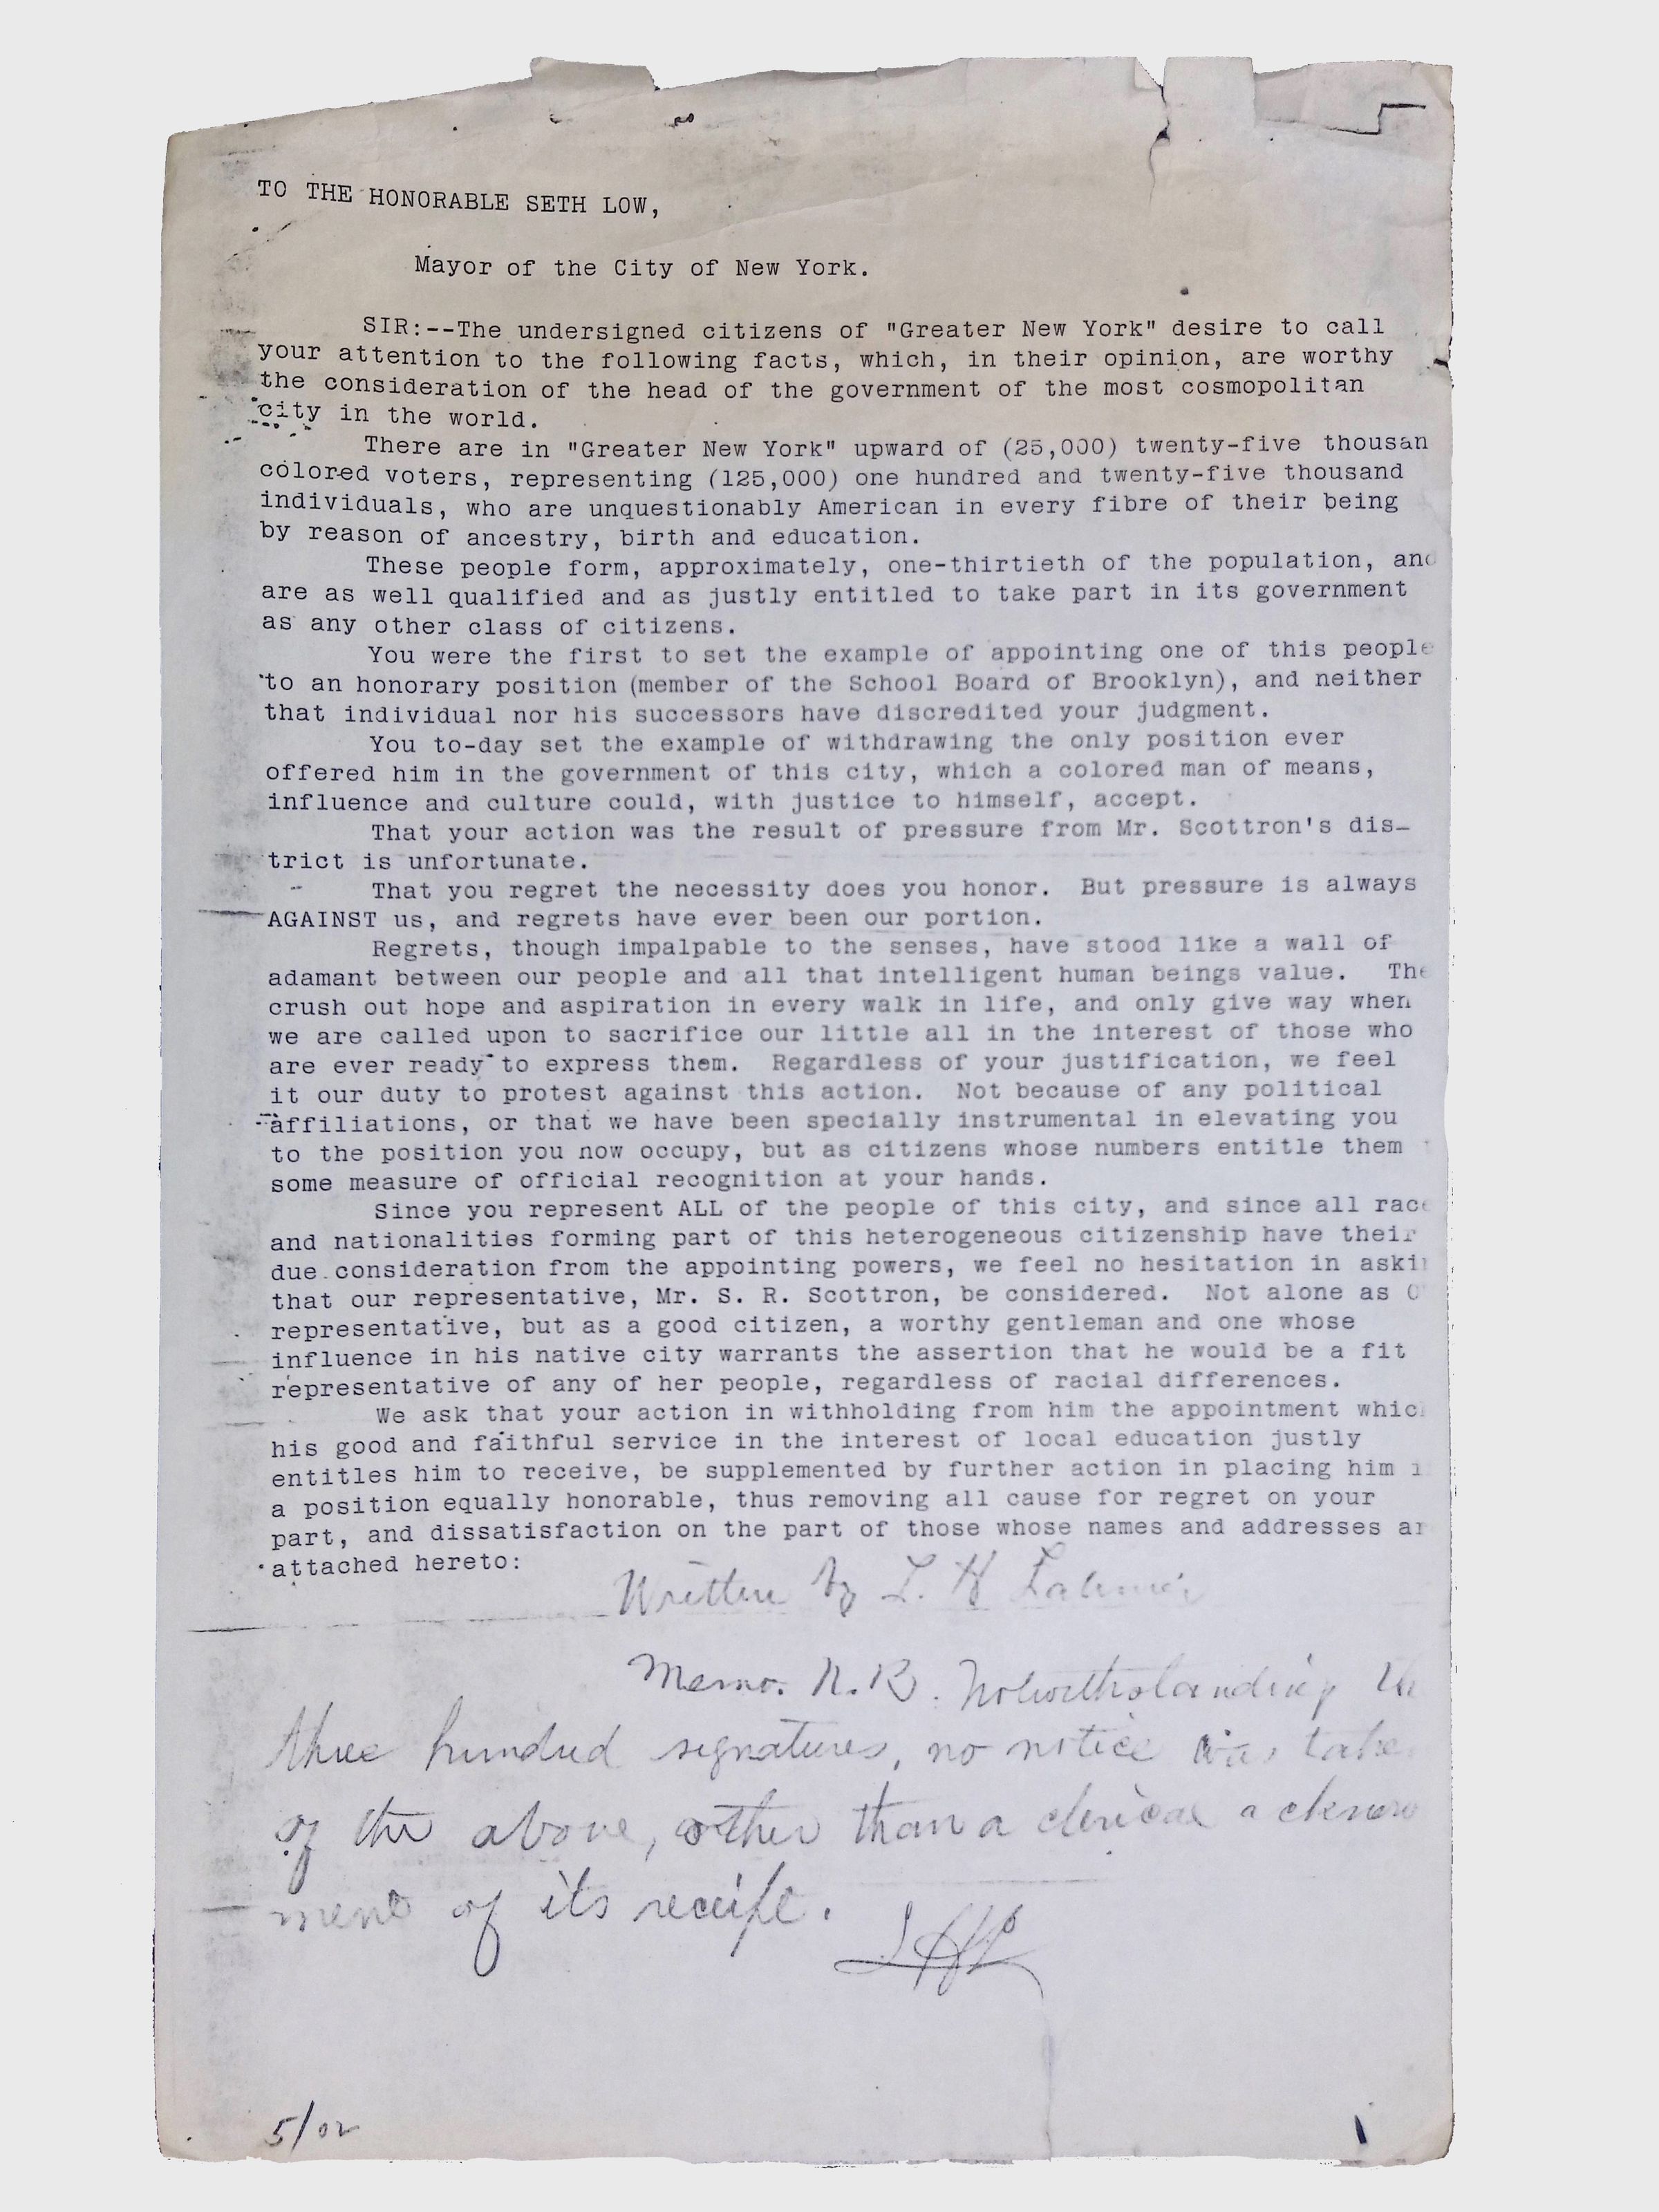 TO THE HONORABLE SETH LOW,
Mayor of the City of New York.
SIR:--The undersigned citizens of "Greater New York" desire to call
your attention to the following facts, which, in their opinion, are worthy
the consideration of the head of the government of the most cosmopolitan
city in the world.
There are in "Greater New York" upward of (25,000) twenty-five thousan
colored voters, representing (125,000) one hundred and twenty-five thousand
individuals, who are unquestionably American in every fibre of their being
by reason of ancestry, birth and education.
These people form, approximately, one-thirtieth of the population, and
are as well qualified and as justly entitled to take part in its government
as any other class of citizens.
You were the first to set the example of appointing one of this people
to an honorary position (member of the School Board of Brooklyn), and neither
that individual nor his successors have discredited your judgment.
You to-day set the example of withdrawing the only position ever
offered him in the government of this city, which a colored man of means,
influence and culture could, with justice to himself, accept.
That your action was the result of pressure from Mr. Scottron's dis-
trict is unfortunate.
That you regret the necessity does you honor. But pressure is always
AGAINST us, and regrets have ever been our portion.
Regrets, though impalpable to the senses, have stood like a wall of
adamant between our people and all that intelligent human beings value. The
crush out hope and aspiration in every walk in life, and only give way when
we are called upon to sacrifice our little all in the interest of those who
are ever ready to express them. Regardless of your justification, we feel
it our duty to protest against this action. Not because of any political
affiliations, or that we have been specially instrumental in elevating you
to the position you now occupy, but as citizens whose numbers entitle them
some measure of official recognition at your hands.
Since you represent ALL of the people of this city, and since all race
and nationalities forming part of this heterogeneous citizenship have their
due consideration from the appointing powers, we feel no hesitation in askin
that our representative, Mr. S. R. Scottron, be considered. Not alone as
representative, but as a good citizen, a worthy gentleman and one whose
influence in his native city warrants the assertion that he would be a fit
representative of any of her people, regardless of racial differences.
We ask that your action in withholding from him the appointment whic
his good and faithful service in the interest of local education justly
entitles him to receive, be supplemented by further action in placing him i
a position equally honorable, thus removing all cause for regret on your
part, and dissatisfaction on the part of those whose names and addresses ar
attached hereto:
Written by L. H Latimer
Memo. N.B. Notwithstanding
three hundred signatures, no notice was take
of the above, other than a clerical acknow
ment of its receipt.
LHL
5/02